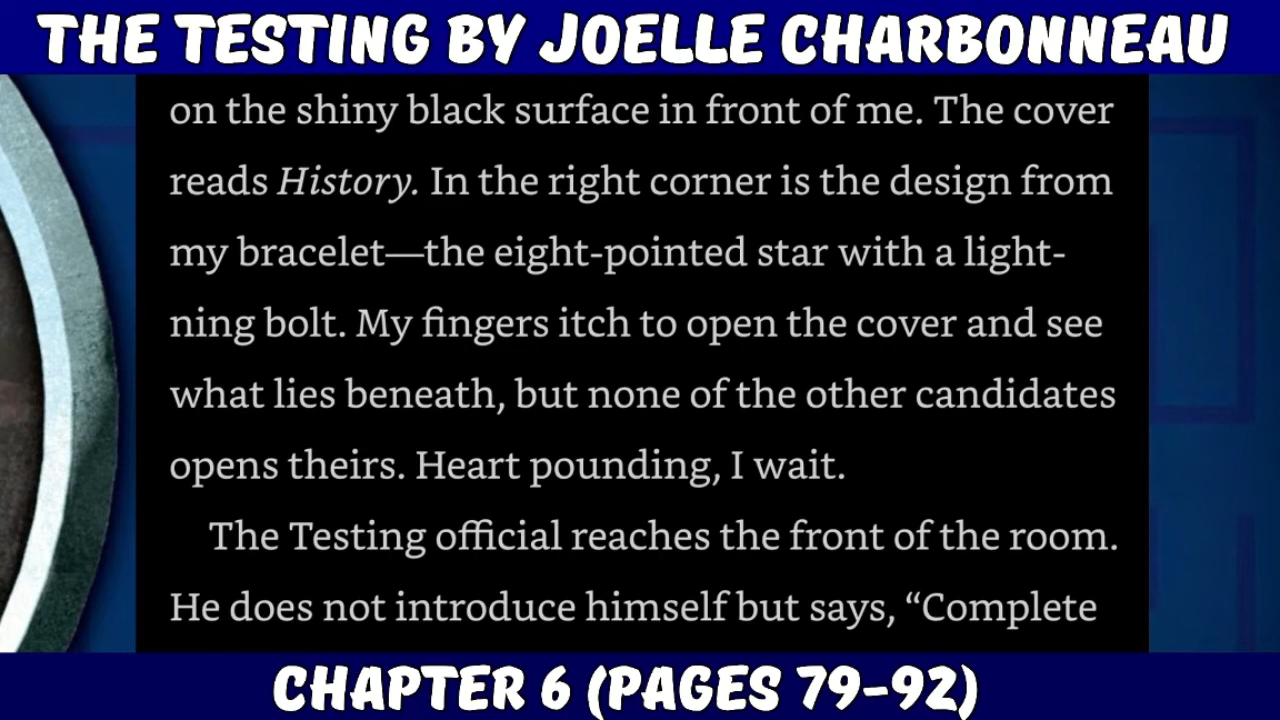 THE TESTING BY JOELLE CHARBONNEAU
on the shiny black surface in front of me. The cover
reads History. In the right corner is the design from
my bracelet—the eight-pointed star with a light-
ning bolt. My fingers itch to open the cover and see
what lies beneath, but none of the other candidates
opens theirs. Heart pounding, I wait.
The Testing official reaches the front of the room.
He does not introduce himself but says, “Complete
CHAPTER 6 (PAGES 79-92)